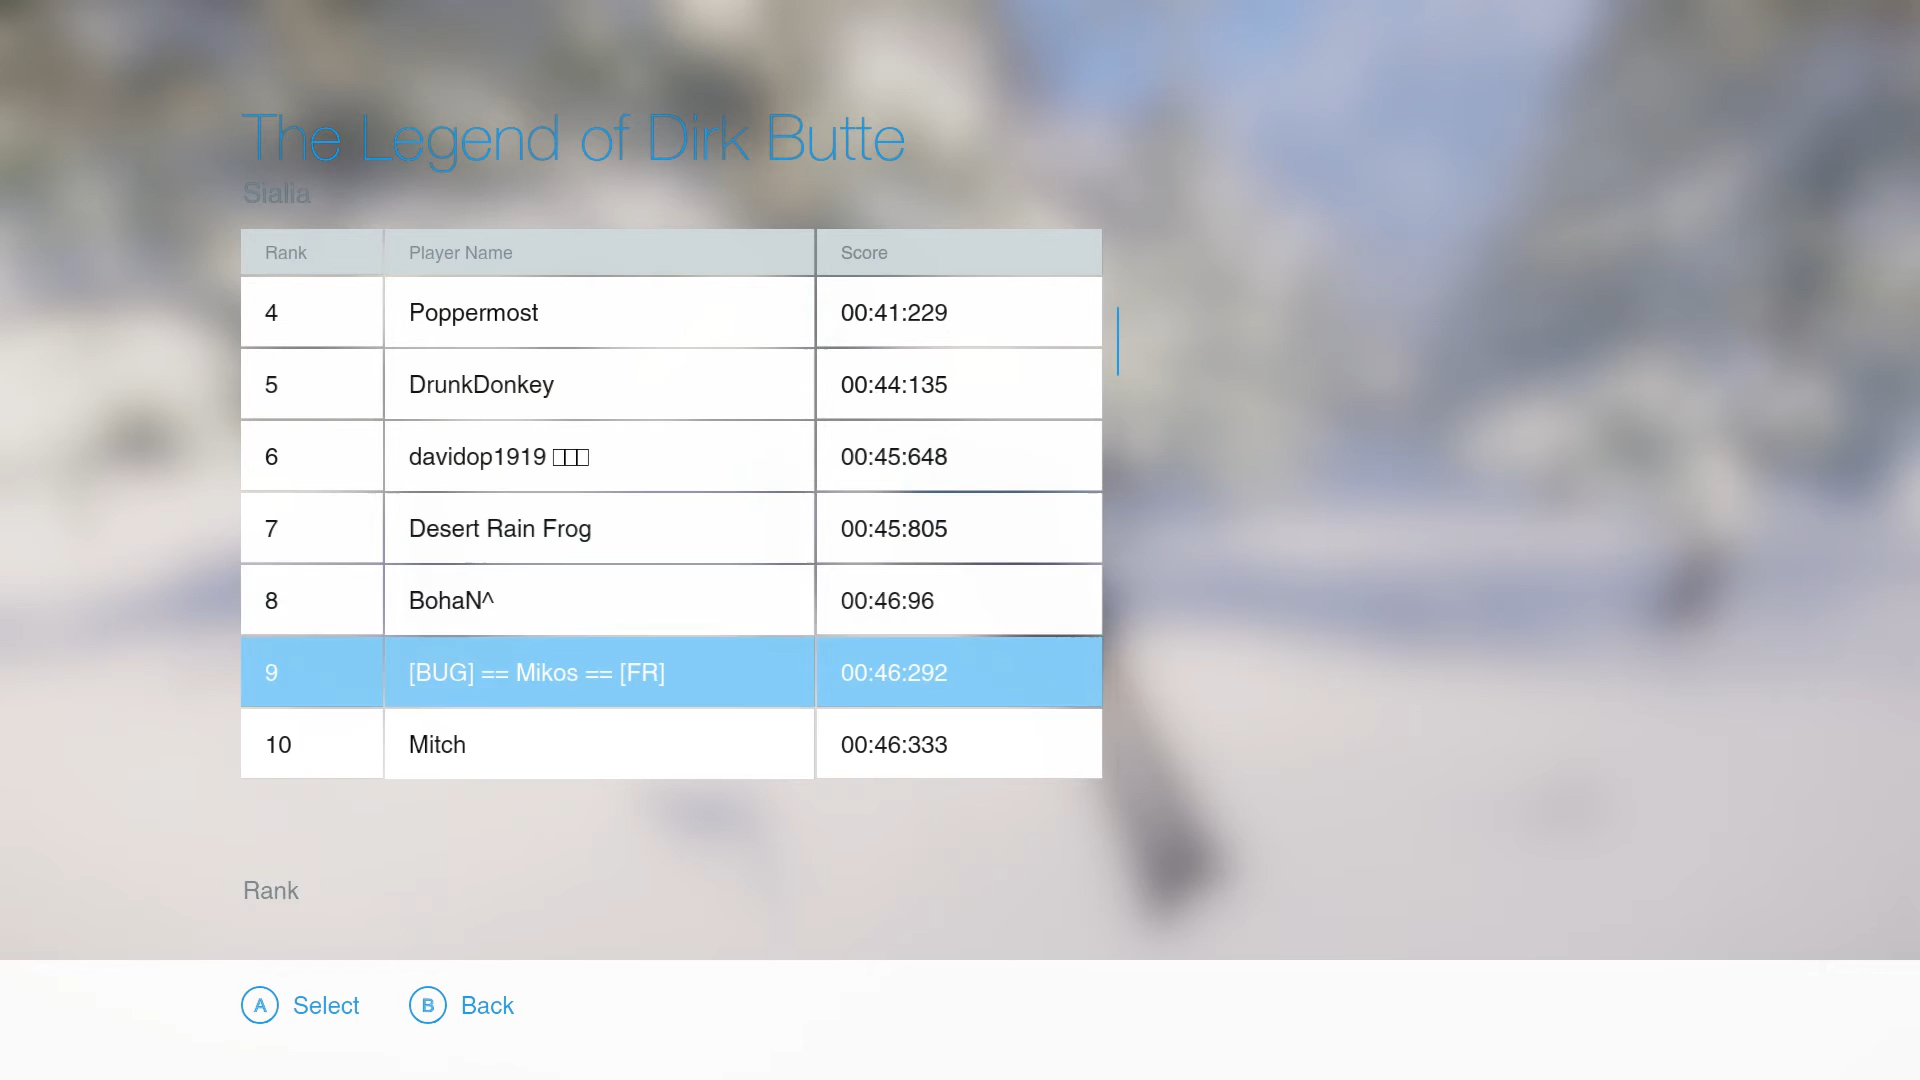 The Legend of Dirk Butte
Sialia
Rank Player Name Score
4 Poppermost 00:41:229
5 DrunkDonkey 00:44:135
6 davidop1919 □□□ 00:45:648
7 Desert Rain Frog 00:45:805
8 BohaN^ 00:46:96
9 [BUG] == Mikos == [FR] 00:46:292
10 Mitch 00:46:333
Rank
A Select B Back